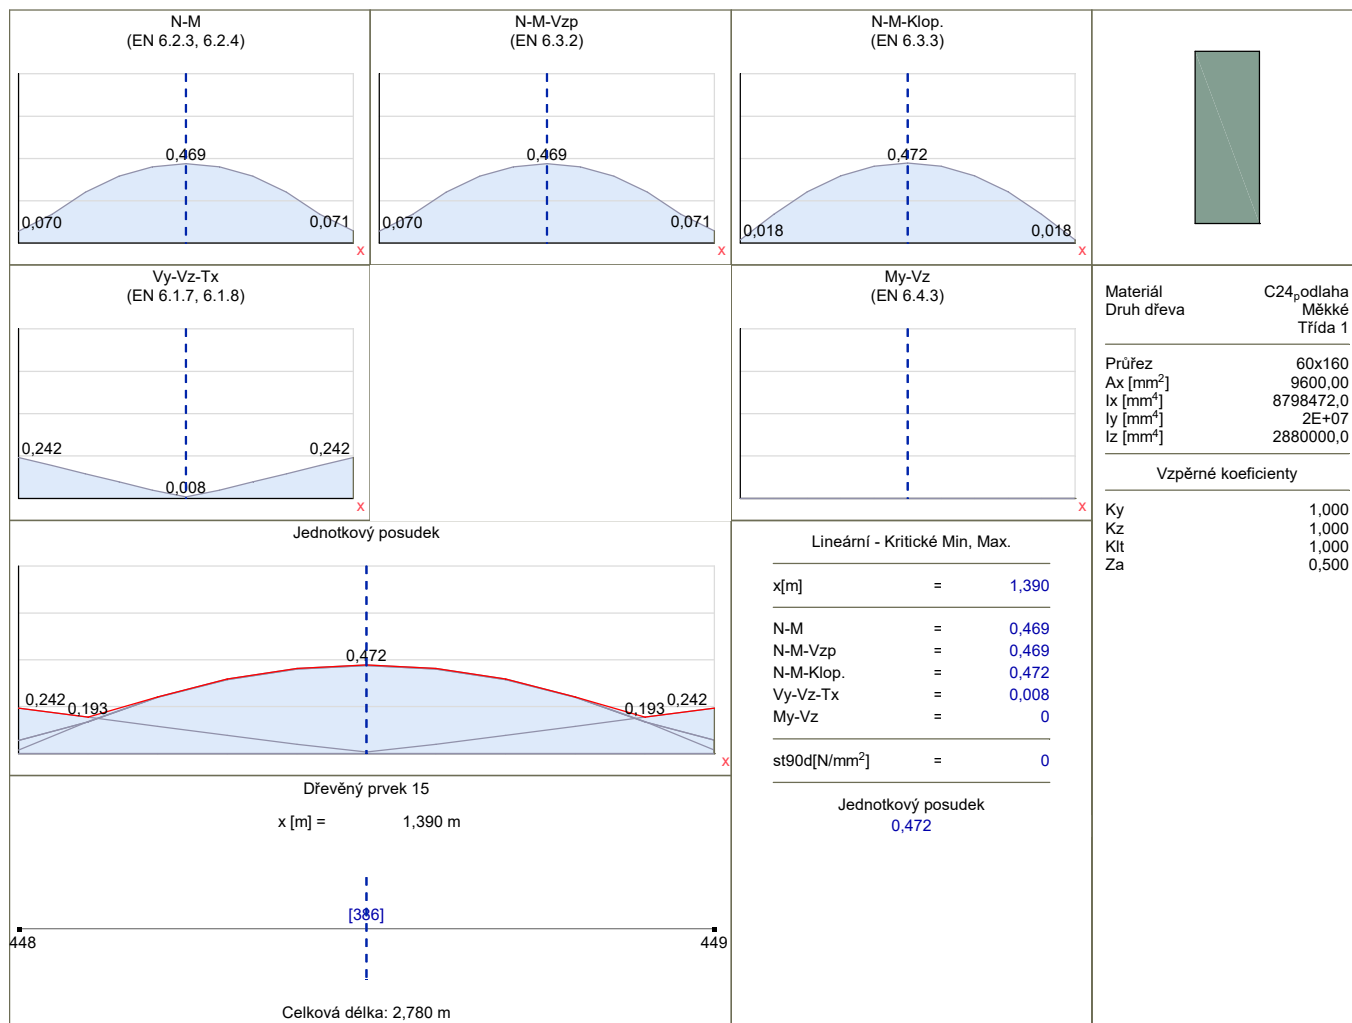 N-M
(EN 6.2.3, 6.2.4)
0,469
0,070
0,071
x
N-M-Vzp
(EN 6.3.2)
0,469
0,070
0,071
x
N-M-Klop.
(EN 6.3.3)
0,472
0,018
0,018
x
Vy-Vz-Tx
(EN 6.1.7, 6.1.8)
0,242
0,242
0,008
x
My-Vz
(EN 6.4.3)
x
Materiál C24podlaha
Druh dřeva Měkké
Třída 1
Průřez 60x160
Ax [mm2] 9600,00
Ix [mm4] 8798472,0
Iy [mm4] 2E+07
Iz [mm4] 2880000,0
Vzpěrné koeficienty
Ky 1,000
Kz 1,000
Klt 1,000
Za 0,500
Jednotkový posudek
0,472
0,242 0,193
0,193 0,242
x
Lineární - Kritické Min, Max.
x[m] = 1,390
N-M = 0,469
N-M-Vzp = 0,469
N-M-Klop. = 0,472
Vy-Vz-Tx = 0,008
My-Vz = 0
st90d[N/mm2] = 0
Jednotkový posudek
0,472
Dřevěný prvek 15
x [m] = 1,390 m
[386]
448
449
Celková délka: 2,780 m